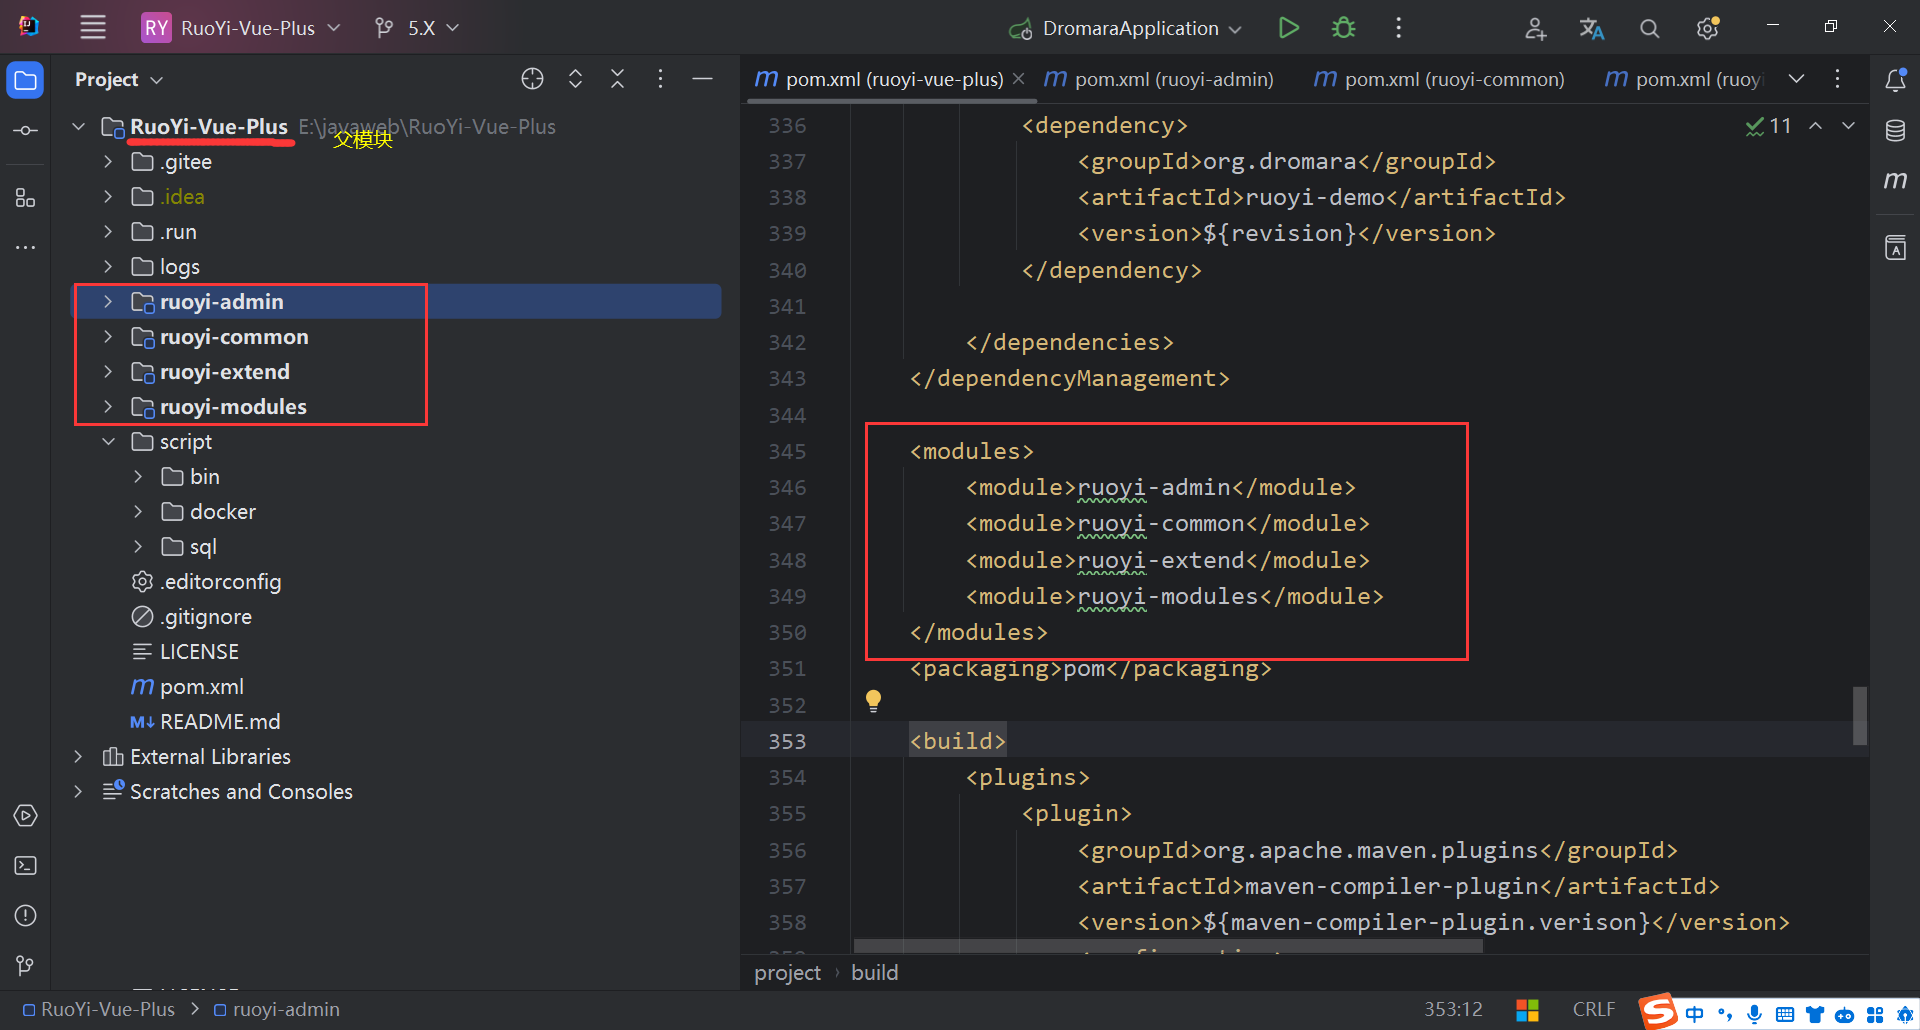 RY RuoYi-Vue-Plus 5.X DromaraApplication
Project
RuoYi-Vue-Plus E:\javaweb\RuoYi-Vue-Plus
父模块
.gitee
.idea
.run
logs
ruoyi-admin
ruoyi-common
ruoyi-extend
ruoyi-modules
script
bin
docker
sql
.editorconfig
.gitignore
LICENSE
pom.xml
README.md
External Libraries
Scratches and Consoles
pom.xml (ruoyi-vue-plus) pom.xml (ruoyi-admin) pom.xml (ruoyi-common) pom.xml (ruoyi
11
336 <dependency>
337 <groupId>org.dromara</groupId>
338 <artifactId>ruoyi-demo</artifactId>
339 <version>${revision}</version>
340 </dependency>
341
342 </dependencies>
343 </dependencyManagement>
344
345 <modules>
346 <module>ruoyi-admin</module>
347 <module>ruoyi-common</module>
348 <module>ruoyi-extend</module>
349 <module>ruoyi-modules</module>
350 </modules>
351 <packaging>pom</packaging>
352
353 <build>
354 <plugins>
355 <plugin>
356 <groupId>org.apache.maven.plugins</groupId>
357 <artifactId>maven-compiler-plugin</artifactId>
358 <version>${maven-compiler-plugin.verison}</version>
project › build
RuoYi-Vue-Plus > ruoyi-admin
353:12 CRLF 中